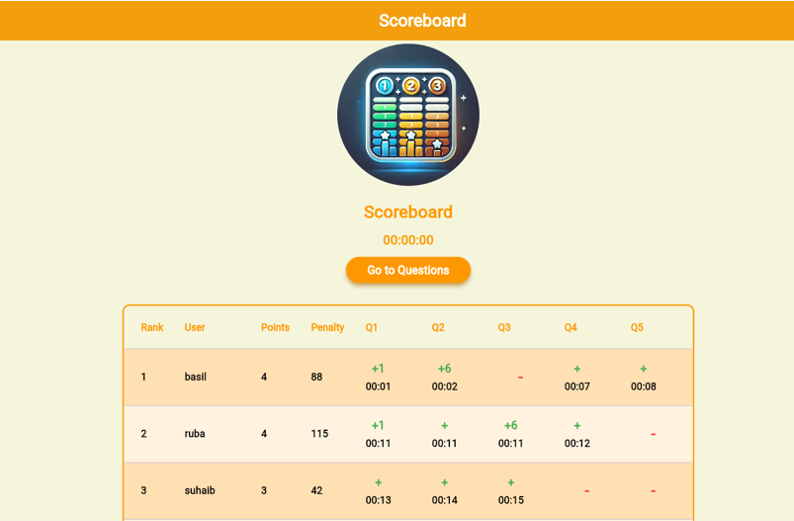 Scoreboard
1 2 3
Scoreboard
00:00:00
Go to Questions
Rank User Points Penalty Q1 Q2 Q3 Q4 Q5
+1 +6 + +
1 basil 4 88 -
00:01 00:02 00:07 00:08
+1 + +6 +
2 ruba 4 115 -
00:11 00:11 00:11 00:12
+ + +
3 suhaib 3 42 - -
00:13 00:14 00:15